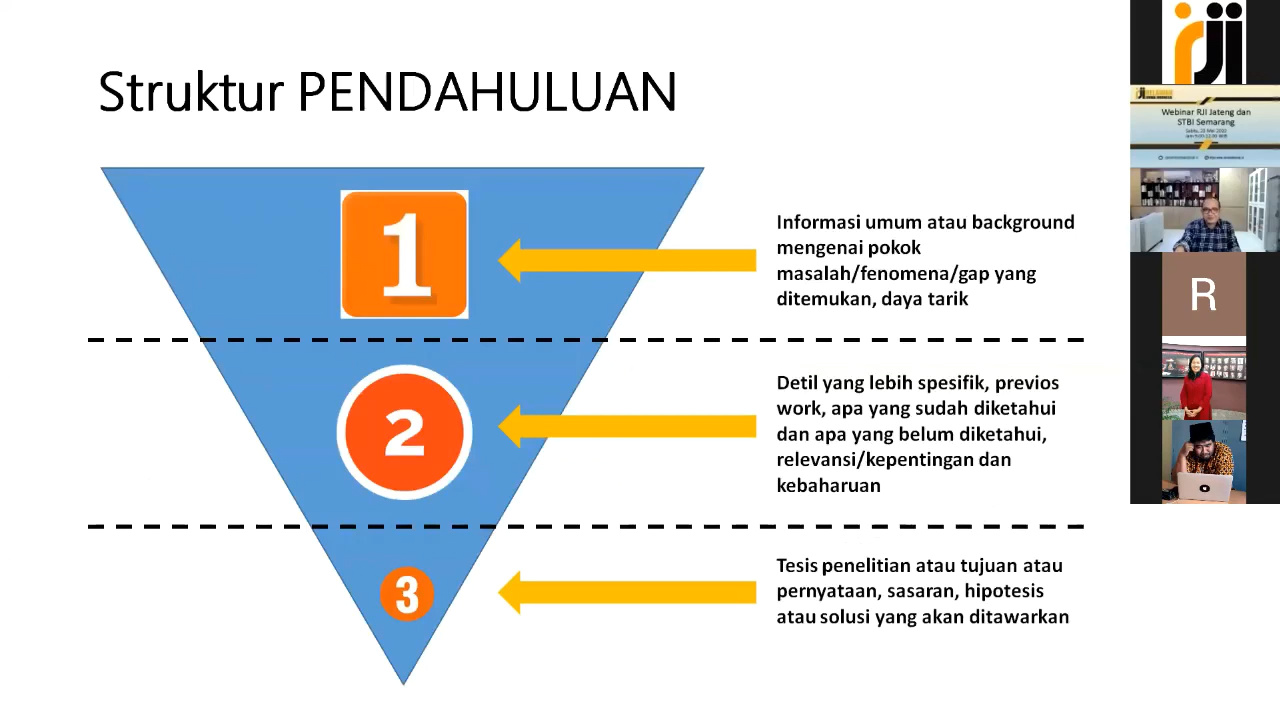 Struktur PENDAHULUAN
1
Informasi umum atau background
mengenai pokok
masalah/fenomena/gap yang
ditemukan, daya tarik
2
Detil yang lebih spesifik, previos
work, apa yang sudah diketahui
dan apa yang belum diketahui,
relevansi/kepentingan dan
kebaharuan
3
Tesis penelitian atau tujuan atau
pernyataan, sasaran, hipotesis
atau solusi yang akan ditawarkan
rji
Webinar RJI Jateng dan
STBI Semarang
R